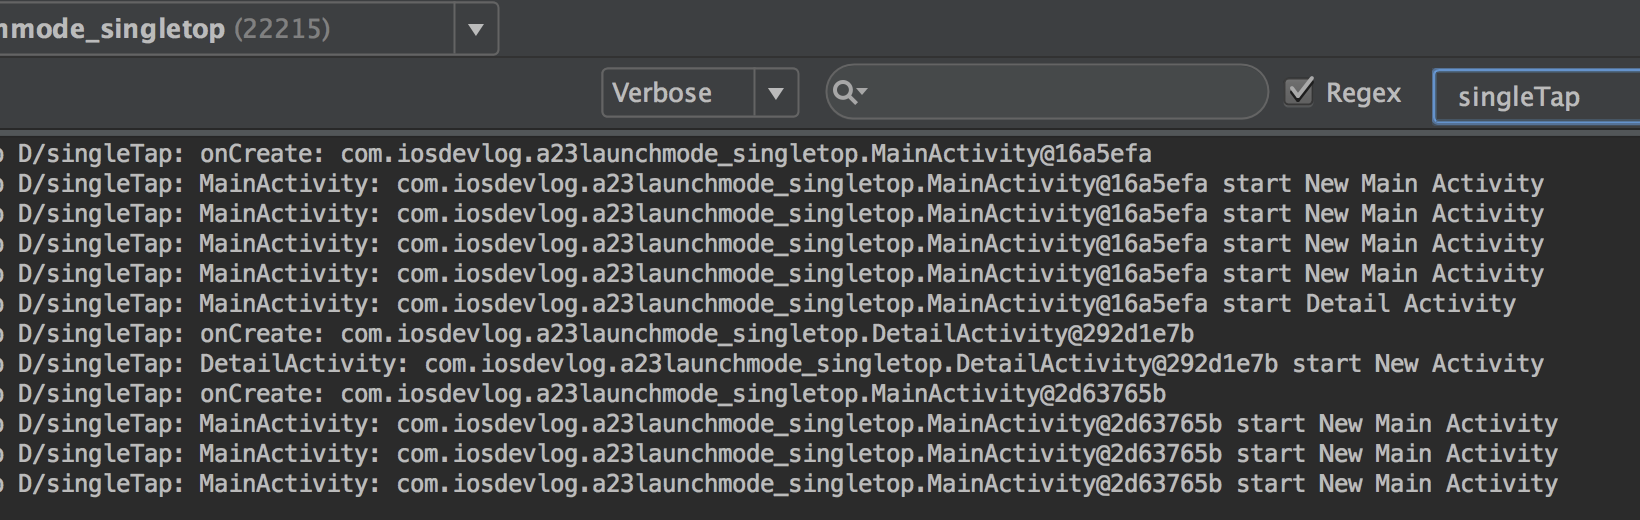 hmode_singletop (22215)
Verbose Regex singleTap
D/singleTap: onCreate: com.iosdevlog.a23launchmode_singletop.MainActivity@16a5efa
D/singleTap: MainActivity: com.iosdevlog.a23launchmode_singletop.MainActivity@16a5efa start New Main Activity
D/singleTap: MainActivity: com.iosdevlog.a23launchmode_singletop.MainActivity@16a5efa start New Main Activity
D/singleTap: MainActivity: com.iosdevlog.a23launchmode_singletop.MainActivity@16a5efa start New Main Activity
D/singleTap: MainActivity: com.iosdevlog.a23launchmode_singletop.MainActivity@16a5efa start New Main Activity
D/singleTap: MainActivity: com.iosdevlog.a23launchmode_singletop.MainActivity@16a5efa start Detail Activity
D/singleTap: onCreate: com.iosdevlog.a23launchmode_singletop.DetailActivity@292d1e7b
D/singleTap: DetailActivity: com.iosdevlog.a23launchmode_singletop.DetailActivity@292d1e7b start New Activity
D/singleTap: onCreate: com.iosdevlog.a23launchmode_singletop.MainActivity@2d63765b
D/singleTap: MainActivity: com.iosdevlog.a23launchmode_singletop.MainActivity@2d63765b start New Main Activity
D/singleTap: MainActivity: com.iosdevlog.a23launchmode_singletop.MainActivity@2d63765b start New Main Activity
D/singleTap: MainActivity: com.iosdevlog.a23launchmode_singletop.MainActivity@2d63765b start New Main Activity